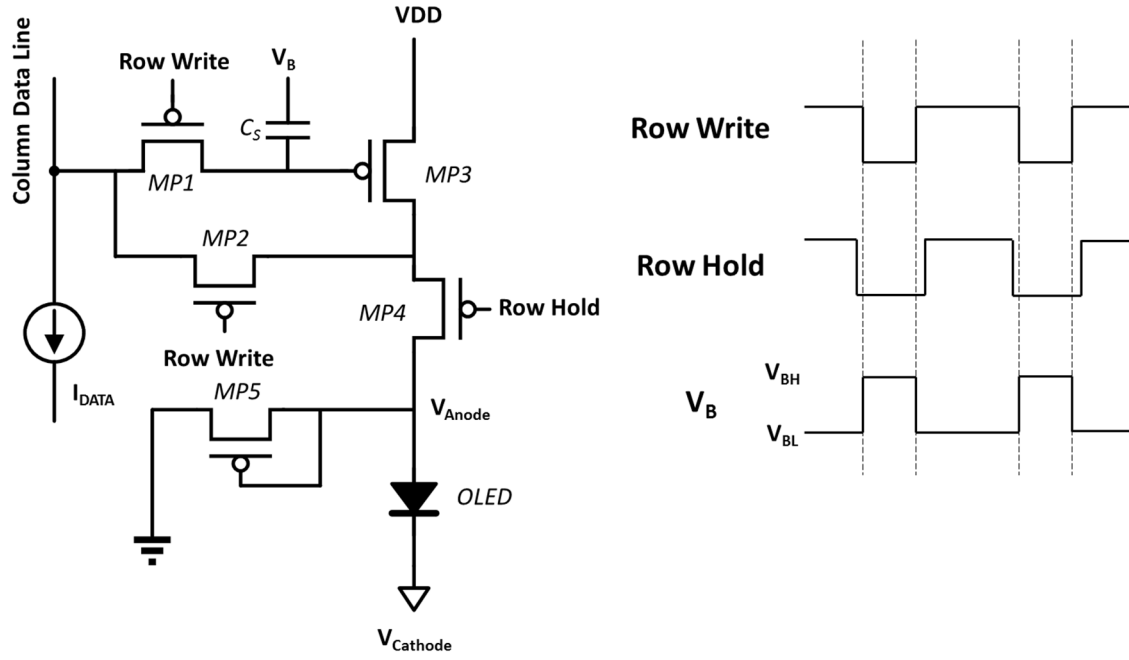 Column Data Line
Row Write
V_B
VDD
C_S
MP1
MP3
MP2
MP4
Row Hold
Row Write
I_DATA
MP5
V_Anode
OLED
V_Cathode
Row Write
Row Hold
V_BH
V_B
V_BL